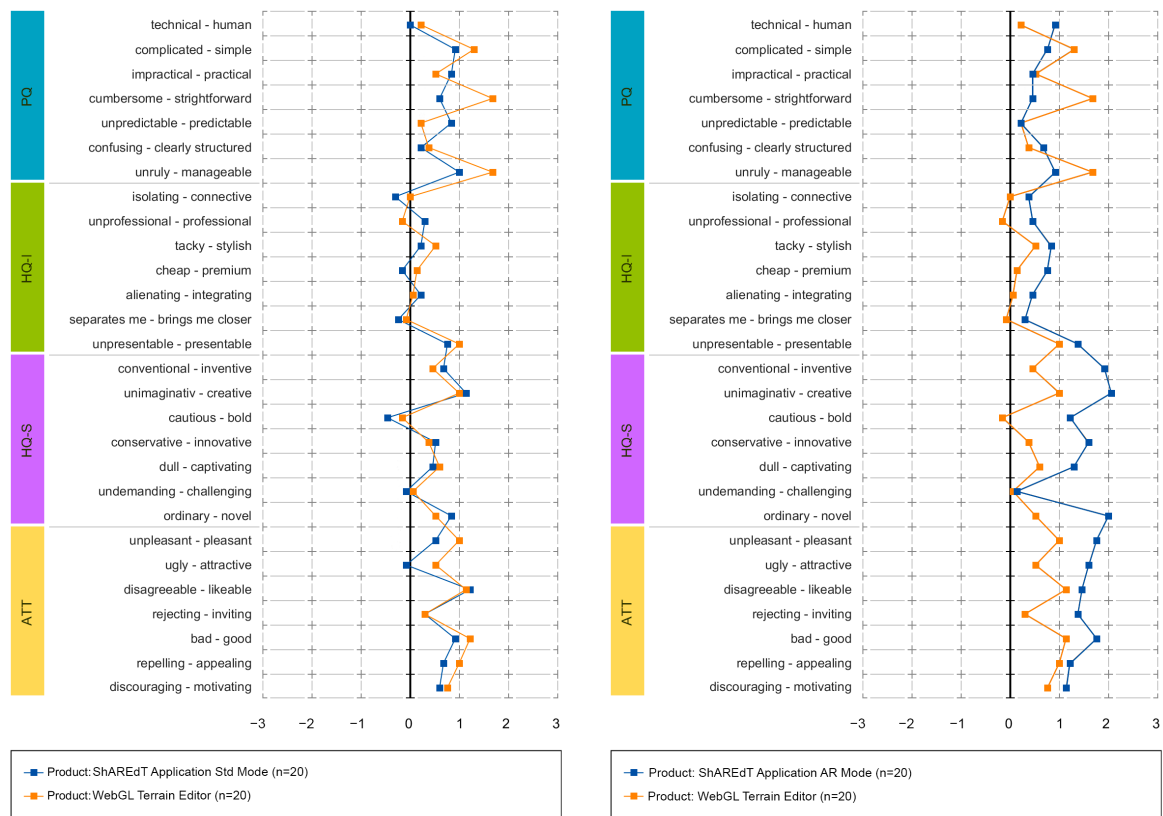 PQ
technical - human
complicated - simple
impractical - practical
cumbersome - strightforward
unpredictable - predictable
confusing - clearly structured
unruly - manageable
HQ-I
isolating - connective
unprofessional - professional
tacky - stylish
cheap - premium
alienating - integrating
separates me - brings me closer
unpresentable - presentable
HQ-S
conventional - inventive
unimaginativ - creative
cautious - bold
conservative - innovative
dull - captivating
undemanding - challenging
ordinary - novel
ATT
unpleasant - pleasant
ugly - attractive
disagreeable - likeable
rejecting - inviting
bad - good
repelling - appealing
discouraging - motivating
−3 −2 −1 0 1 2 3
Product:ShAREdT Application Std Mode (n=20)
Product:WebGL Terrain Editor (n=20)
PQ
technical - human
complicated - simple
impractical - practical
cumbersome - strightforward
unpredictable - predictable
confusing - clearly structured
unruly - manageable
HQ-I
isolating - connective
unprofessional - professional
tacky - stylish
cheap - premium
alienating - integrating
separates me - brings me closer
unpresentable - presentable
HQ-S
conventional - inventive
unimaginativ - creative
cautious - bold
conservative - innovative
dull - captivating
undemanding - challenging
ordinary - novel
ATT
unpleasant - pleasant
ugly - attractive
disagreeable - likeable
rejecting - inviting
bad - good
repelling - appealing
discouraging - motivating
−3 −2 −1 0 1 2 3
Product: ShAREdT Application AR Mode (n=20)
Product: WebGL Terrain Editor (n=20)